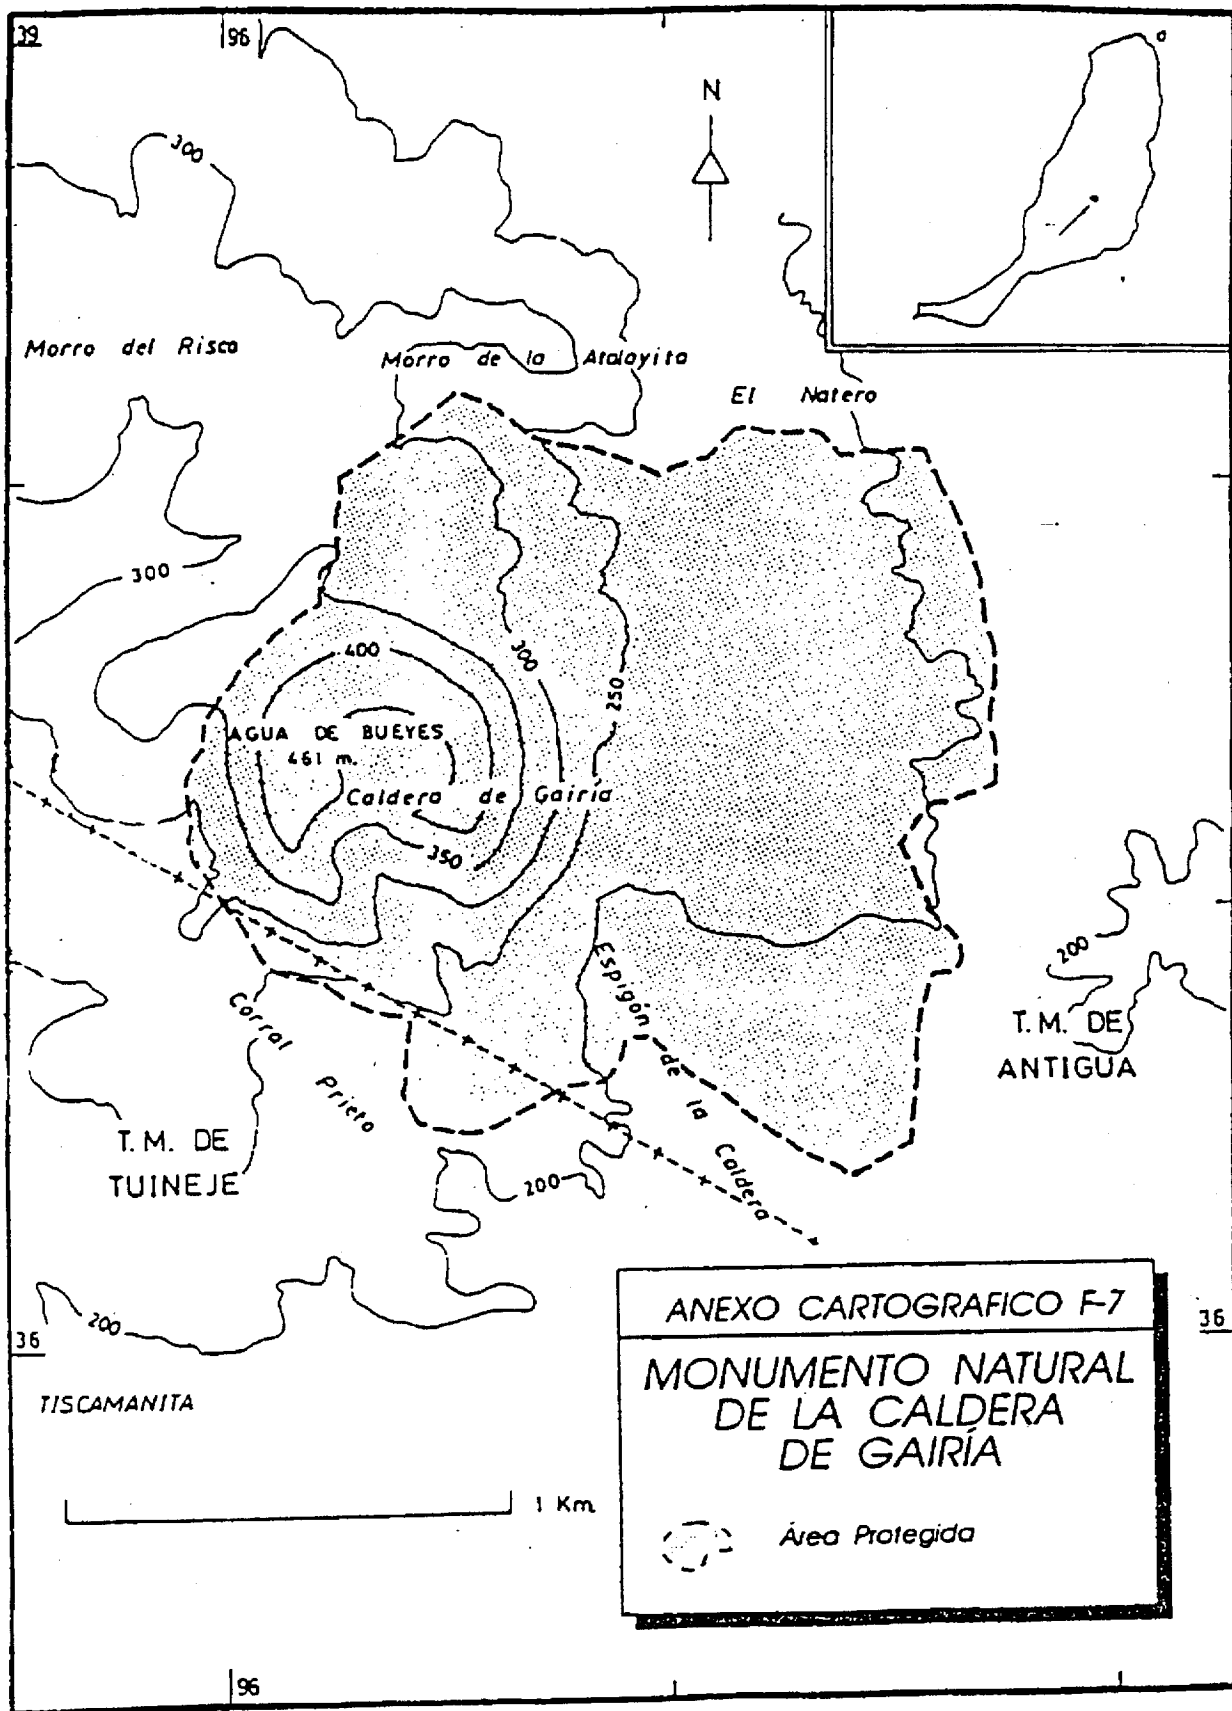 39
96
N
300
Morro del Risco
Morro de la Atalayita
El Natero
300
400
300
250
AGUA DE BUEYES
461 m.
Caldera de Gairía
350
200
Espigón de la Caldera
Corral Prieto
T.M. DE
ANTIGUA
T.M. DE
TUINEJE
200
200
36
36
TISCAMANITA
1 Km
ANEXO CARTOGRAFICO F-7
MONUMENTO NATURAL
DE LA CALDERA
DE GAIRÍA
Área Protegida
96